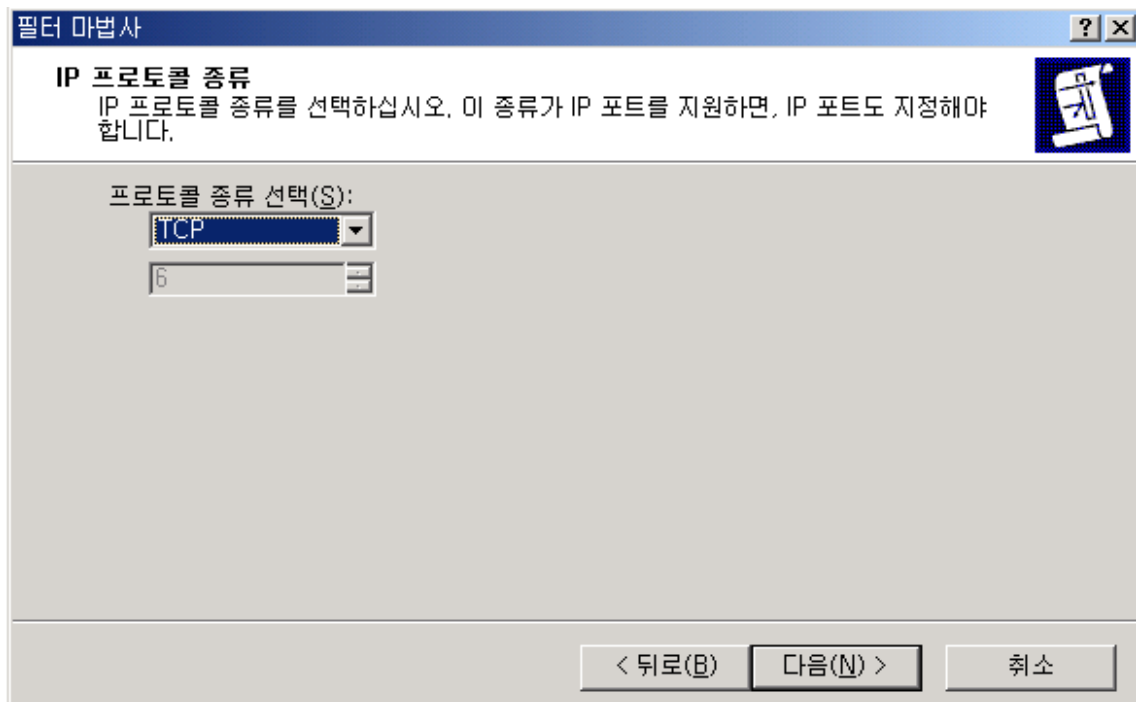 필터 마법사
IP 프로토콜 종류
IP 프로토콜 종류를 선택하십시오. 이 종류가 IP 포트를 지원하면, IP 포트도 지정해야
합니다.
프로토콜 종류 선택(S):
TCP
6
< 뒤로(B) 다음(N) > 취소